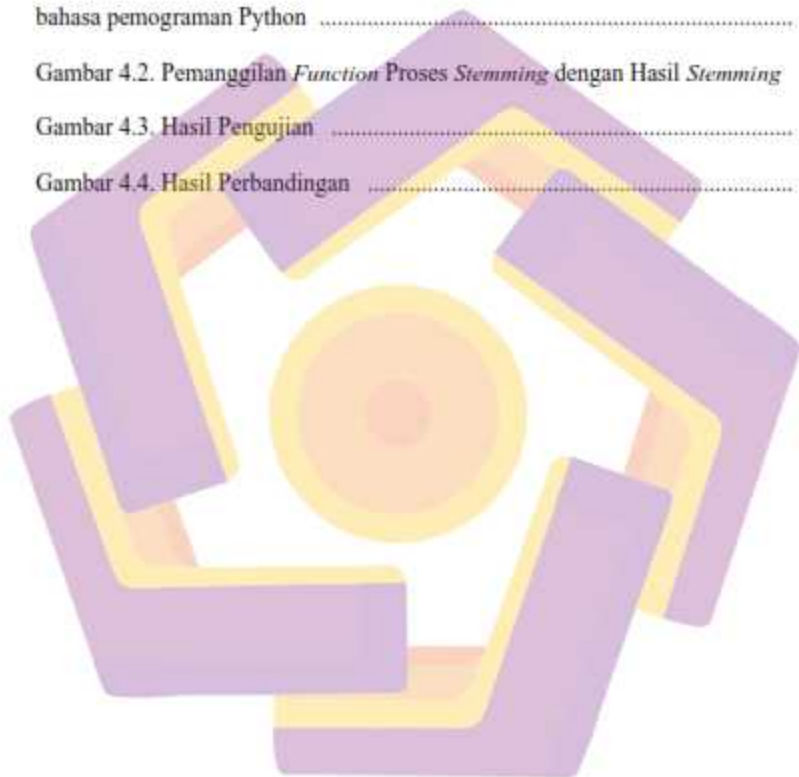 bahasa pemograman Python ................................................................................
Gambar 4.2. Pemanggilan Function Proses Stemming dengan Hasil Stemming
Gambar 4.3. Hasil Pengujian ..............................................................................
Gambar 4.4. Hasil Perbandingan ........................................................................